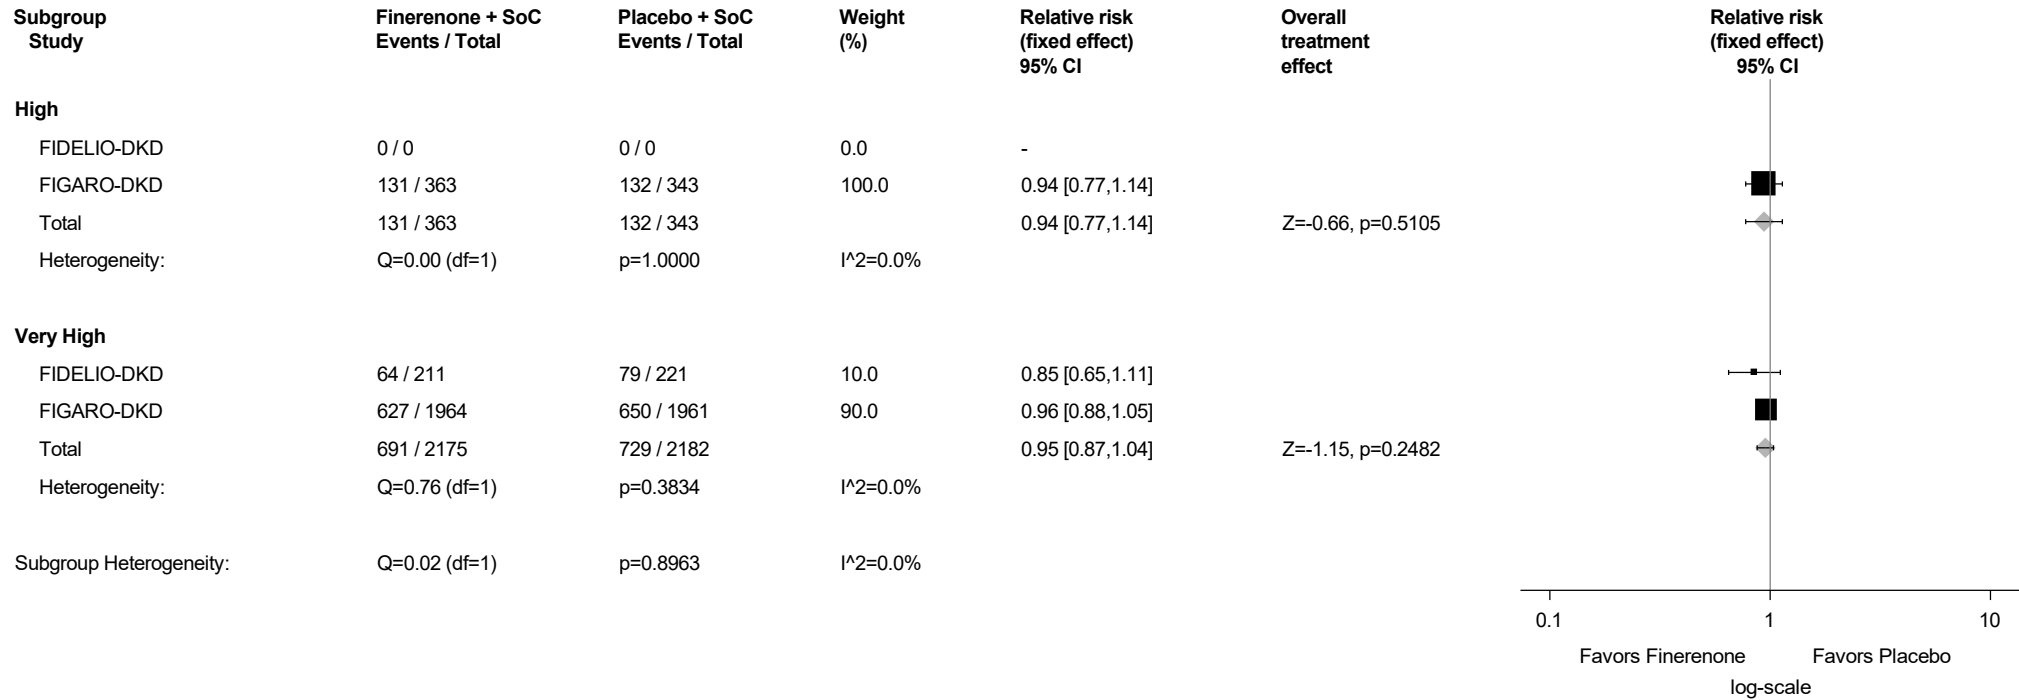 Subgroup Finerenone + SoC Placebo + SoC Weight Relative risk Overall Relative risk
Study Events / Total Events / Total (%) (fixed effect) treatment (fixed effect)
95% CI effect 95% CI
High
FIDELIO-DKD 0 / 0 0 / 0 0.0 -
FIGARO-DKD 131 / 363 132 / 343 100.0 0.94 [0.77,1.14]
Total 131 / 363 132 / 343 0.94 [0.77,1.14] Z=-0.66, p=0.5105
Heterogeneity: Q=0.00 (df=1) p=1.0000 I^2=0.0%
Very High
FIDELIO-DKD 64 / 211 79 / 221 10.0 0.85 [0.65,1.11]
FIGARO-DKD 627 / 1964 650 / 1961 90.0 0.96 [0.88,1.05]
Total 691 / 2175 729 / 2182 0.95 [0.87,1.04] Z=-1.15, p=0.2482
Heterogeneity: Q=0.76 (df=1) p=0.3834 I^2=0.0%
Subgroup Heterogeneity: Q=0.02 (df=1) p=0.8963 I^2=0.0%
0.1 1 10
Favors Finerenone Favors Placebo
log-scale